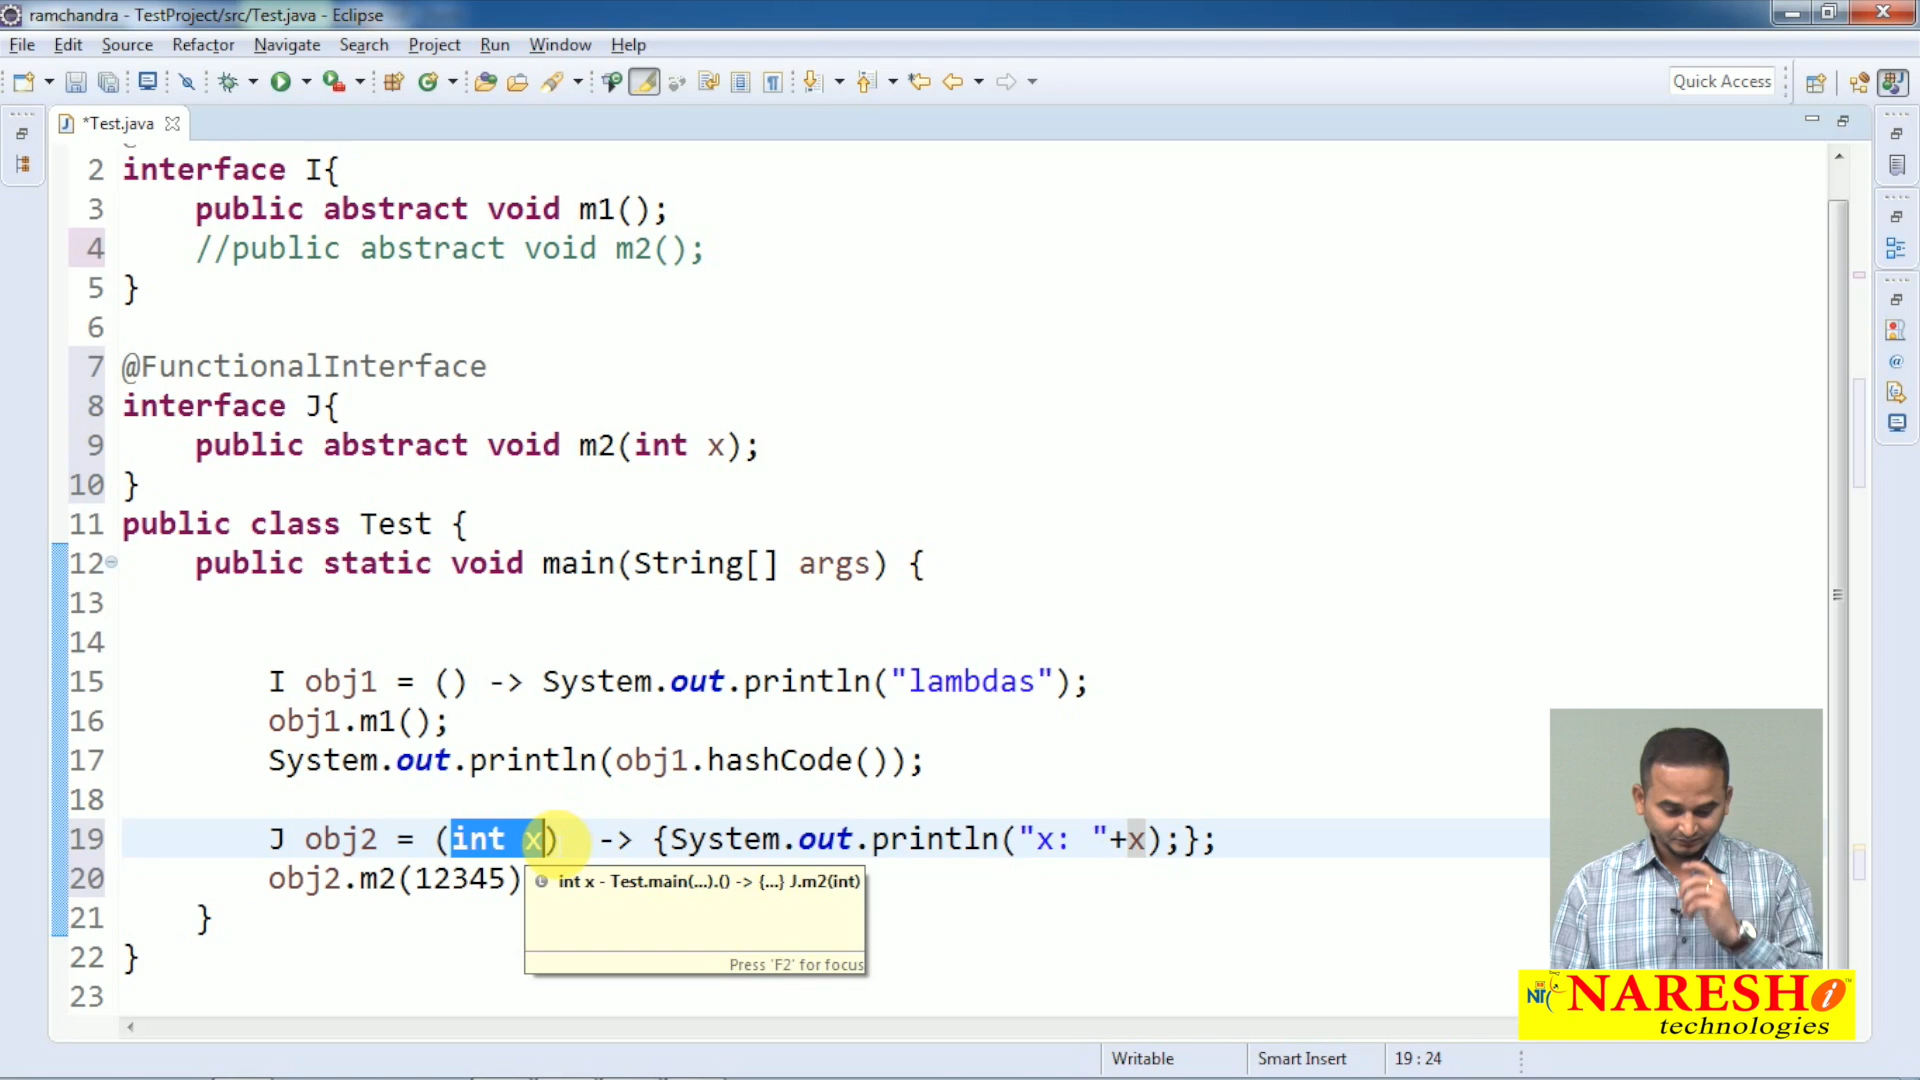 ramchandra - TestProject/src/Test.java - Eclipse
File Edit Source Refactor Navigate Search Project Run Window Help
Quick Access
*Test.java
2 interface I{
3 public abstract void m1();
4 //public abstract void m2();
5 }
6
7 @FunctionalInterface
8 interface J{
9 public abstract void m2(int x);
10 }
11 public class Test {
12 public static void main(String[] args) {
13
14
15 I obj1 = () -> System.out.println("lambdas");
16 obj1.m1();
17 System.out.println(obj1.hashCode());
18
19 J obj2 = (int x) -> {System.out.println("x: "+x);};
20 obj2.m2(12345)
int x - Test.main(...).() -> {...} J.m2(int)
21 }
22 }
Press 'F2' for focus
23
NARESH i
technologies
Writable Smart Insert 19 : 24